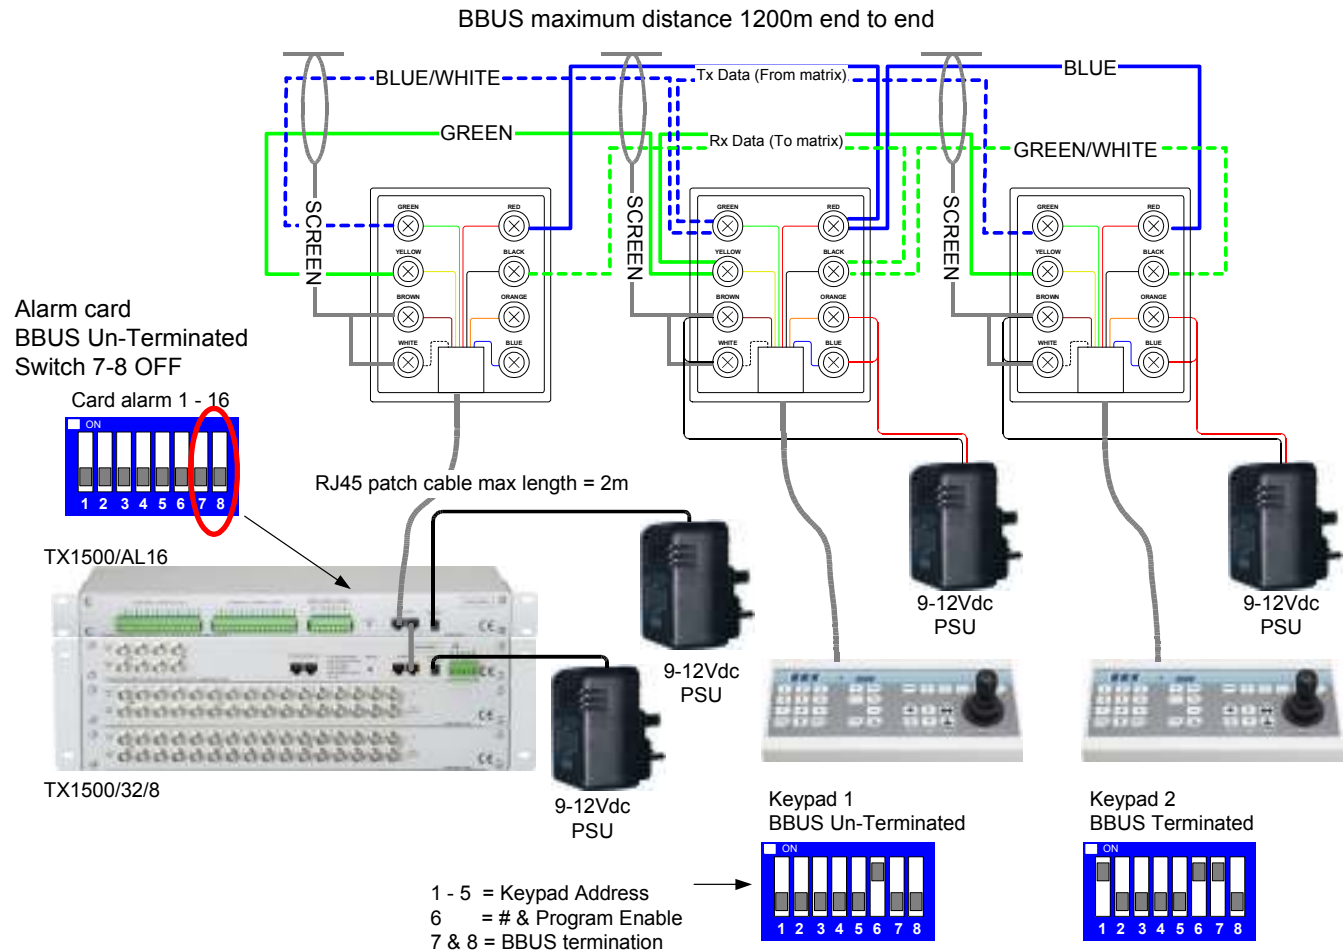 BBUS maximum distance 1200m end to end
BLUE/WHITE
Tx Data (From matrix)
BLUE
GREEN
Rx Data (To matrix)
GREEN/WHITE
SCREEN
SCREEN
SCREEN
GREEN RED
YELLOW BLACK
BROWN ORANGE
WHITE BLUE
GREEN RED
YELLOW BLACK
BROWN ORANGE
WHITE BLUE
GREEN RED
YELLOW BLACK
BROWN ORANGE
WHITE BLUE
Alarm card
BBUS Un-Terminated
Switch 7-8 OFF
Card alarm 1 - 16
ON
1 2 3 4 5 6 7 8
RJ45 patch cable max length = 2m
TX1500/AL16
TX1500/32/8
9-12Vdc
PSU
9-12Vdc
PSU
9-12Vdc
PSU
9-12Vdc
PSU
Keypad 1
BBUS Un-Terminated
ON
1 2 3 4 5 6 7 8
Keypad 2
BBUS Terminated
ON
1 2 3 4 5 6 7 8
1 - 5 = Keypad Address
6 = # & Program Enable
7 & 8 = BBUS termination